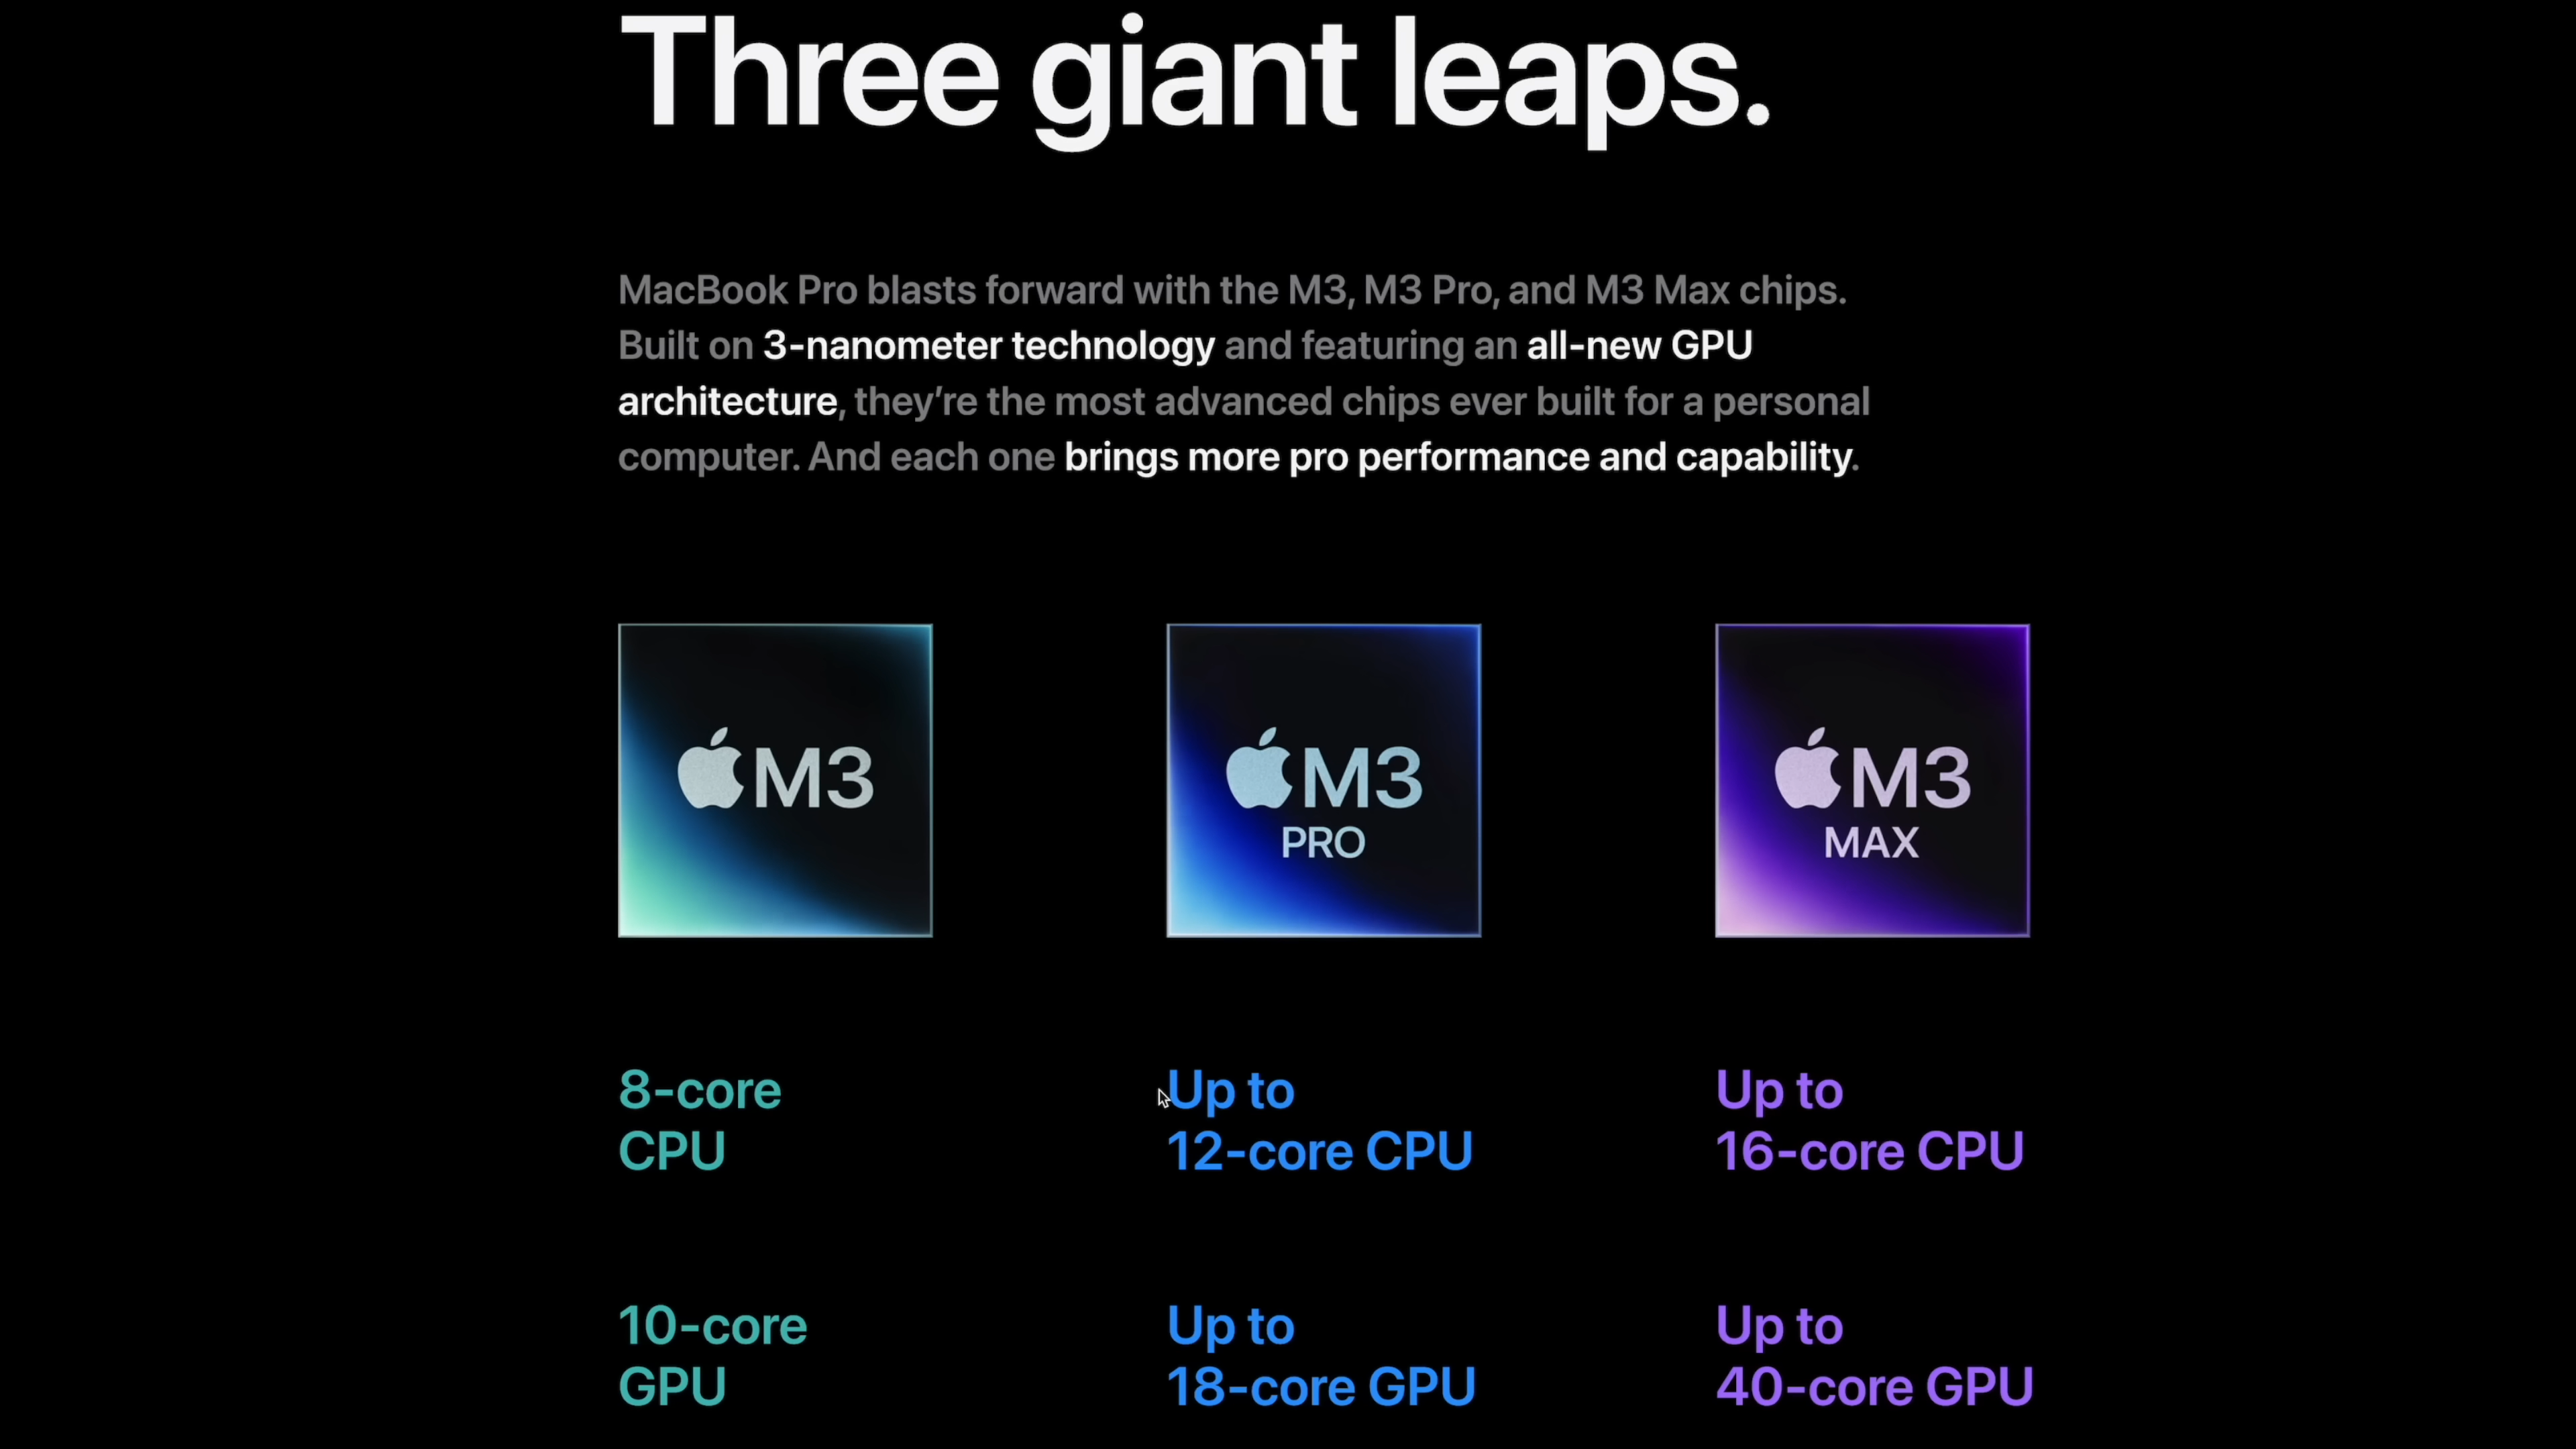 Three giant leaps.
MacBook Pro blasts forward with the M3, M3 Pro, and M3 Max chips.
Built on 3-nanometer technology and featuring an all-new GPU
architecture, they’re the most advanced chips ever built for a personal
computer. And each one brings more pro performance and capability.
M3
M3
PRO
M3
MAX
8-core
CPU
Up to
12-core CPU
Up to
16-core CPU
10-core
GPU
Up to
18-core GPU
Up to
40-core GPU